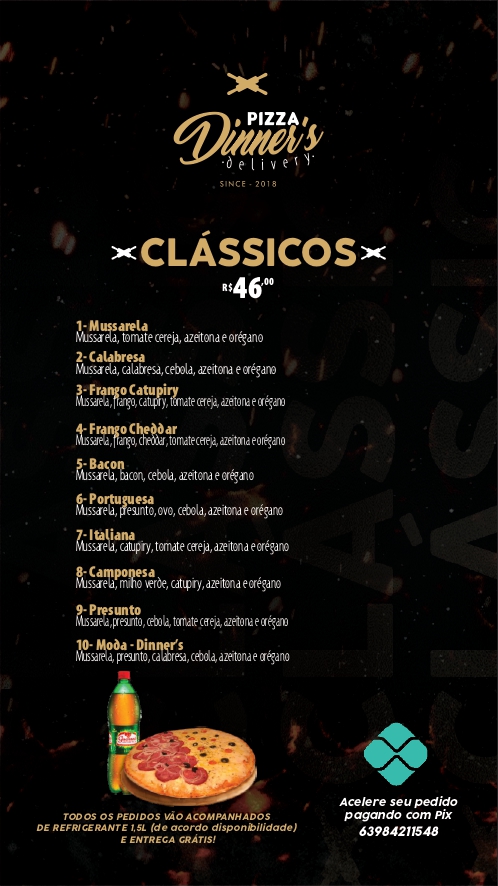 PIZZA
Dinner's
delivery
SINCE - 2018
CLÁSSICOS
R$46,00
1- Mussarela
Mussarela, tomate cereja, azeitona e orégano
2- Calabresa
Mussarela, calabresa, cebola, azeitona e orégano
3- Frango Catupiry
Mussarela, frango, catupiry, tomate cereja, azeitona e orégano
4- Frango Cheddar
Mussarela, frango, cheddar, tomate cereja, azeitona e orégano
5- Bacon
Mussarela, bacon, cebola, azeitona e orégano
6- Portuguesa
Mussarela, presunto, ovo, cebola, azeitona e orégano
7- Italiana
Mussarela, catupiry, tomate cereja, azeitona e orégano
8- Camponesa
Mussarela, milho verde, catupiry, azeitona e orégano
9- Presunto
Mussarela, presunto, cebola, tomate cereja, azeitona e orégano
10- Moda - Dinner's
Mussarela, presunto, calabresa, cebola, azeitona e orégano
TODOS OS PEDIDOS VÃO ACOMPANHADOS
DE REFRIGERANTE 1,5L (de acordo disponibilidade)
E ENTREGA GRÁTIS!
Acelere seu pedido
pagando com Pix
63984211548